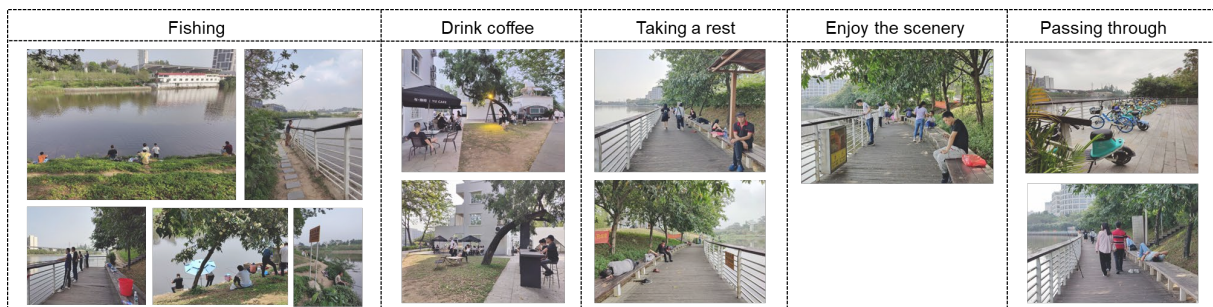 Fishing
Drink coffee
Taking a rest
Enjoy the scenery
Passing through